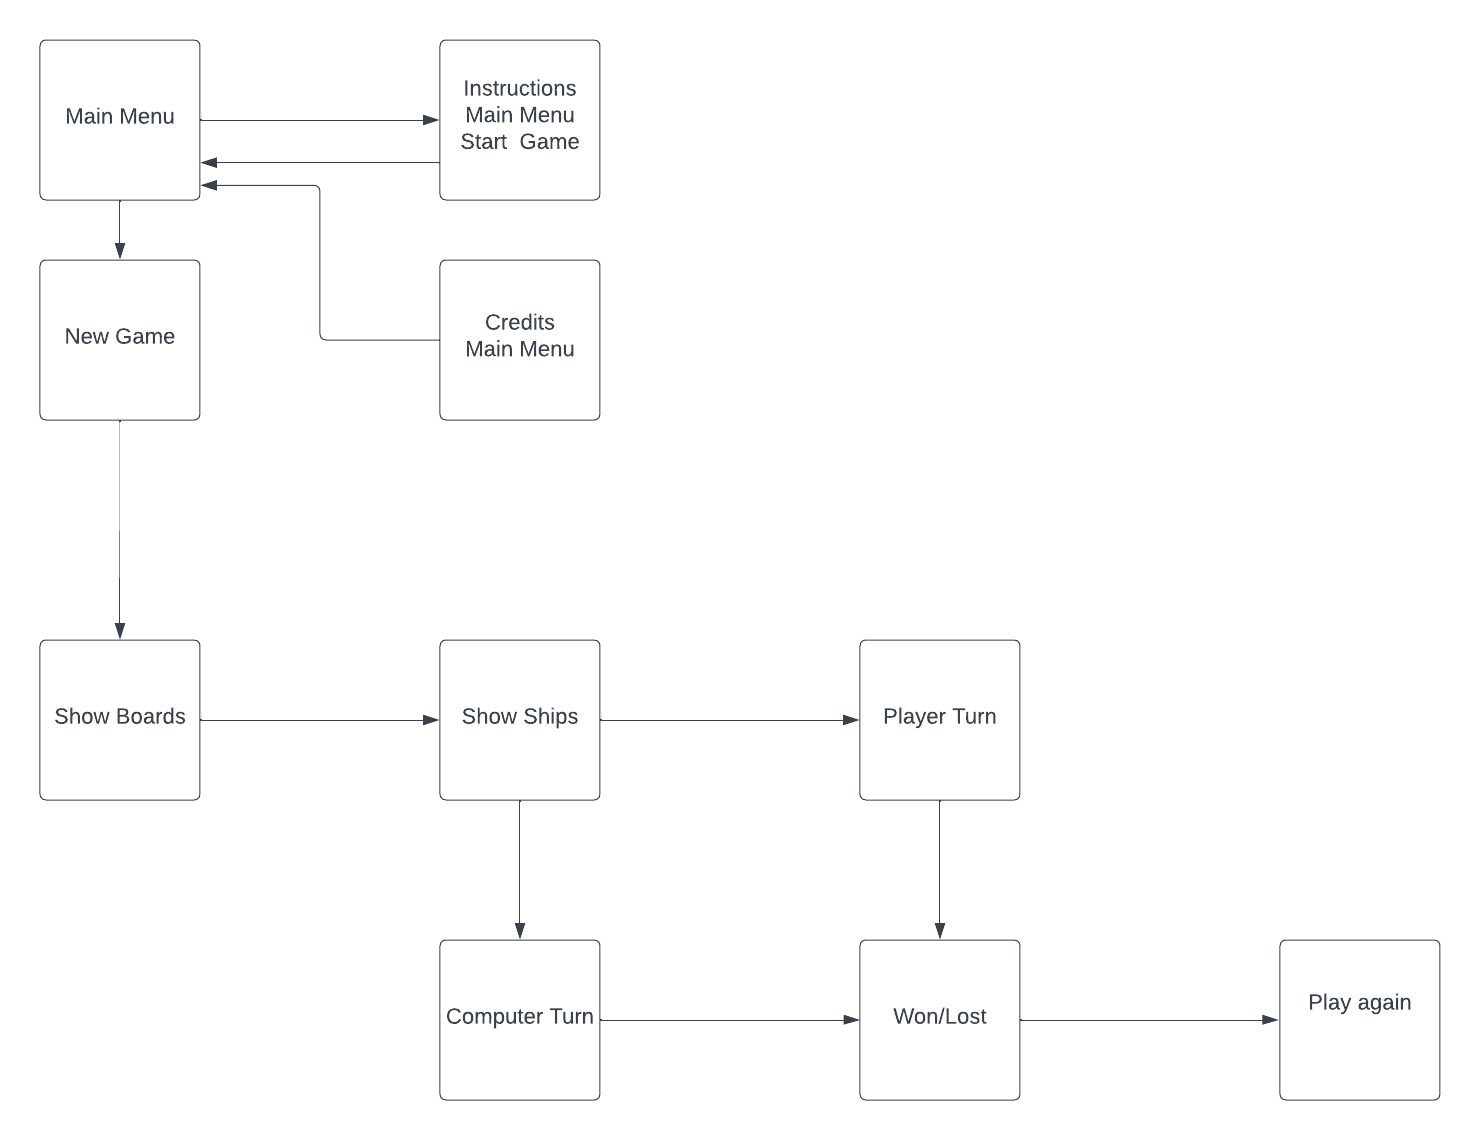 Main Menu
Instructions
Main Menu
Start  Game
New Game
Credits
Main Menu
Show Boards
Show Ships
Player Turn
Computer Turn
Won/Lost
Play again